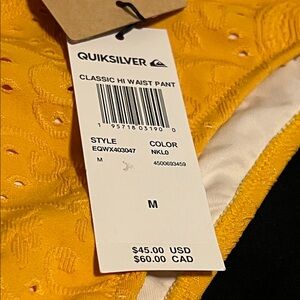 QUIKSILVER
CLASSIC HI WAIST PANT
1 95718 03190 0
STYLE COLOR
EQWX403047 NKL0
M 4500693459
M
$45.00 USD
$60.00 CAD